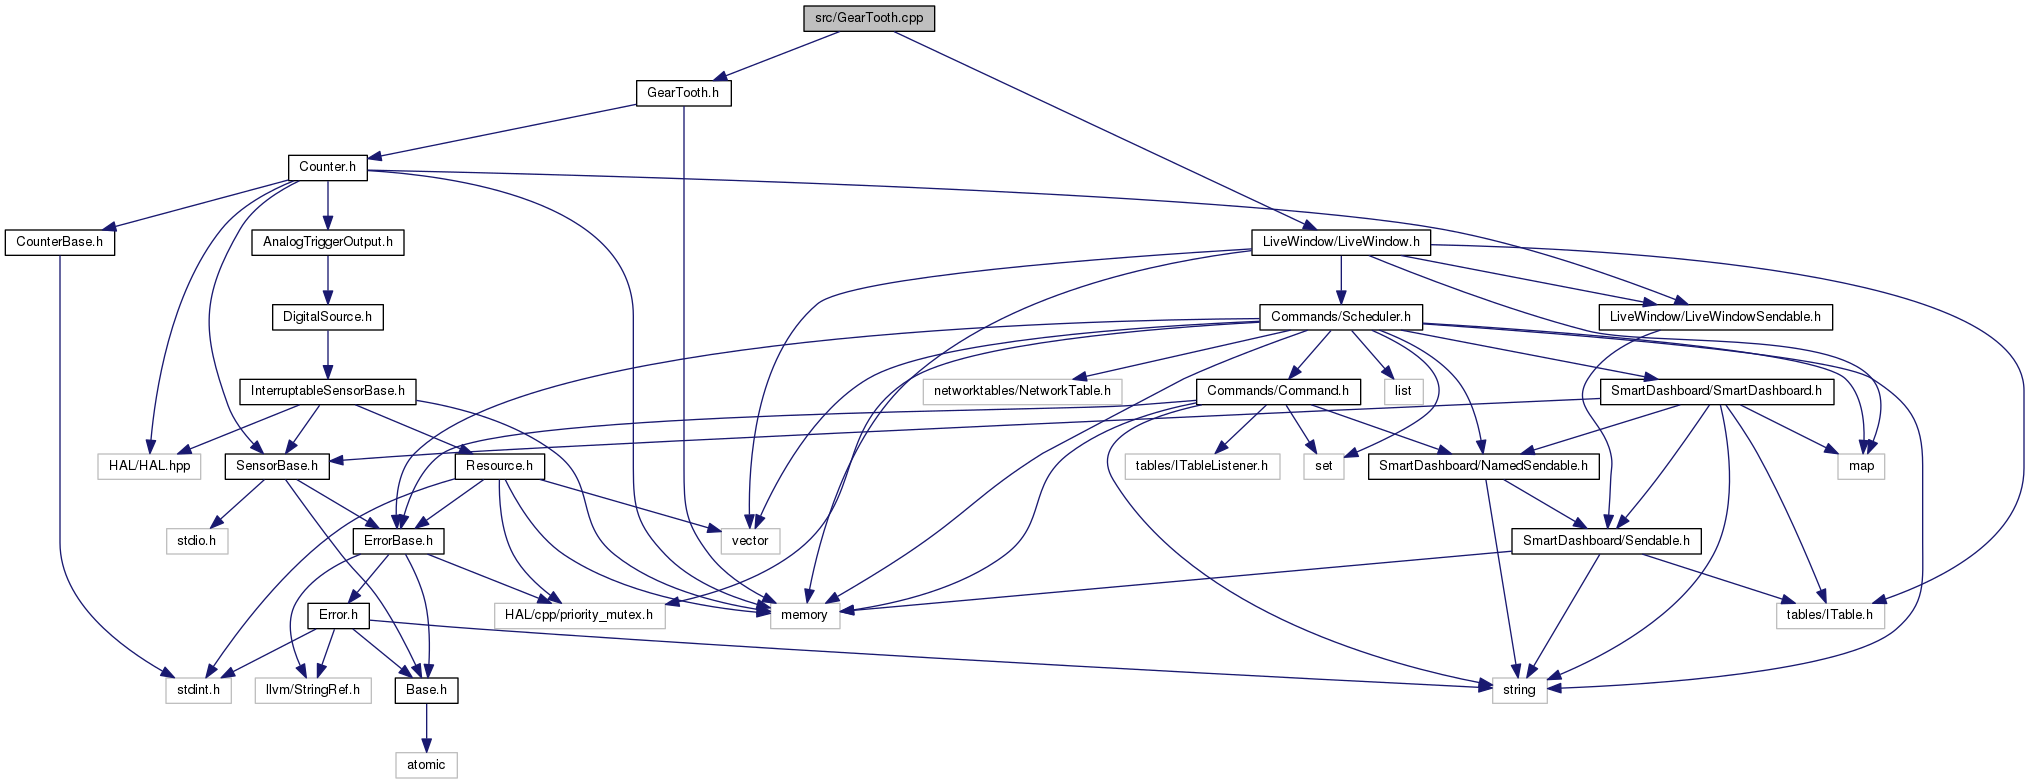 src/GearTooth.cpp
GearTooth.h
Counter.h
CounterBase.h
AnalogTriggerOutput.h
LiveWindow/LiveWindow.h
DigitalSource.h
Commands/Scheduler.h
LiveWindow/LiveWindowSendable.h
InterruptableSensorBase.h
networktables/NetworkTable.h
Commands/Command.h
list
SmartDashboard/SmartDashboard.h
HAL/HAL.hpp
SensorBase.h
Resource.h
tables/ITableListener.h
set
SmartDashboard/NamedSendable.h
map
stdio.h
ErrorBase.h
vector
SmartDashboard/Sendable.h
Error.h
HAL/cpp/priority_mutex.h
memory
tables/ITable.h
stdint.h
llvm/StringRef.h
Base.h
string
atomic